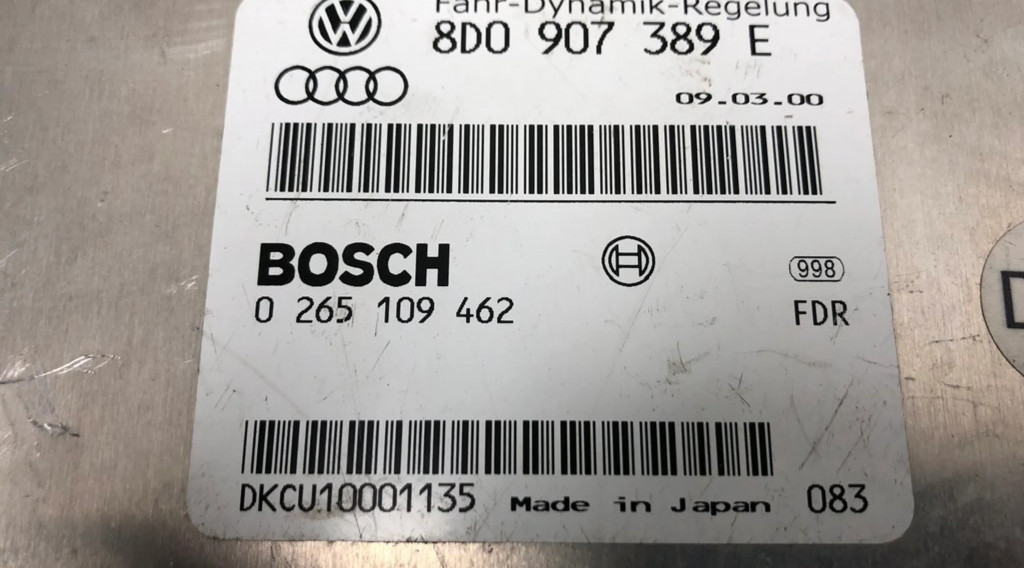 Fahr-Dynamik-Regelung
8D0 907 389 E
09.03.00
BOSCH
0 265 109 462
998
FDR
DKCU10001135 Made in Japan 083